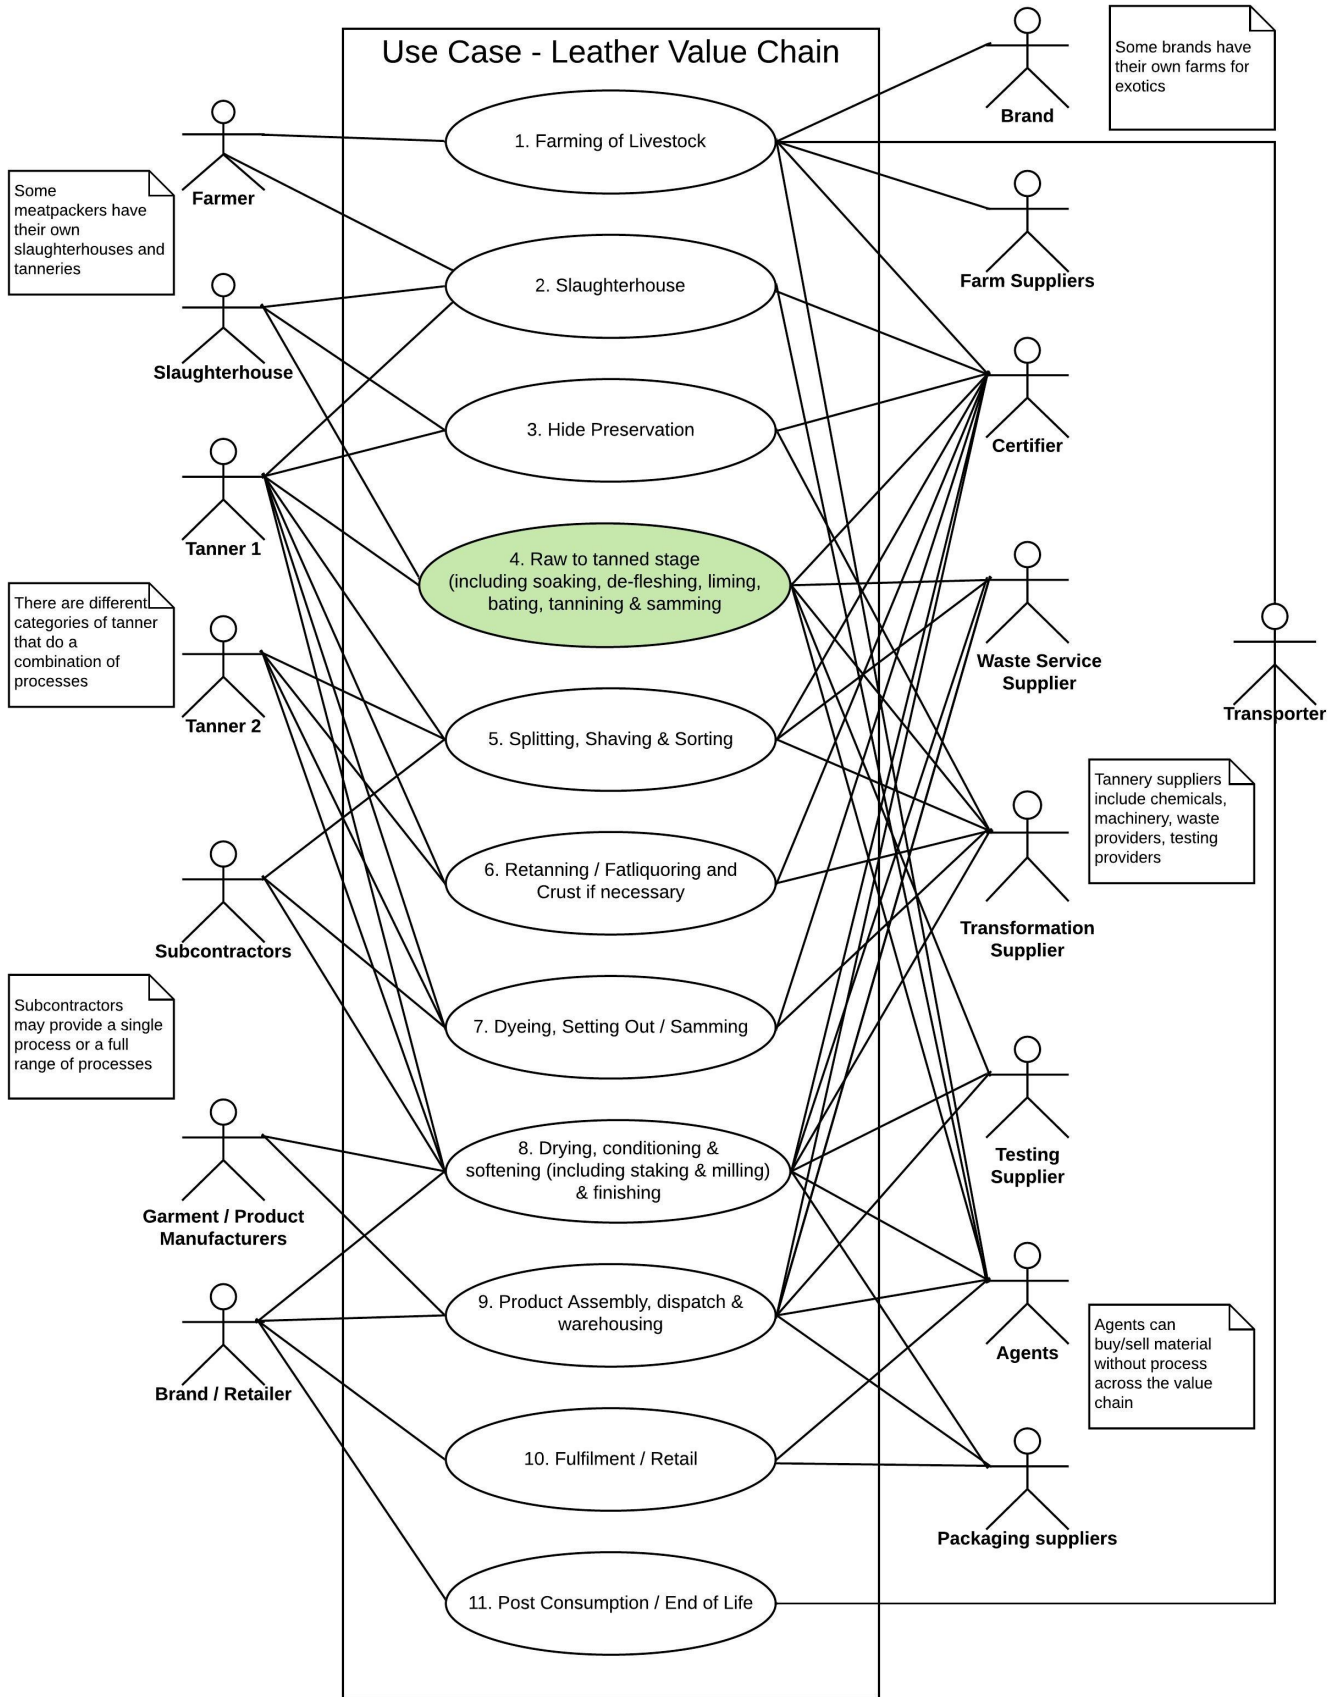 Use Case - Leather Value Chain
Brand
Some brands have
their own farms for
exotics
1. Farming of Livestock
Farmer
Some
meatpackers have
their own
slaughterhouses and
tanneries
Farm Suppliers
2. Slaughterhouse
Slaughterhouse
3. Hide Preservation
Certifier
Tanner 1
4. Raw to tanned stage
(including soaking, de-fleshing, liming,
bating, tannining & samming
There are different
categories of tanner
that do a
combination of
processes
Waste Service
Supplier
Transporter
Tanner 2
5. Splitting, Shaving & Sorting
Tannery suppliers
include chemicals,
machinery, waste
providers, testing
providers
6. Retanning / Fatliquoring and
Crust if necessary
Subcontractors
Transformation
Supplier
Subcontractors
may provide a single
process or a full
range of processes
7. Dyeing, Setting Out / Samming
8. Drying, conditioning &
softening (including staking & milling)
& finishing
Testing
Supplier
Garment / Product
Manufacturers
9. Product Assembly, dispatch &
warehousing
Agents
Agents can
buy/sell material
without process
across the value
chain
Brand / Retailer
10. Fulfilment / Retail
Packaging suppliers
11. Post Consumption / End of Life